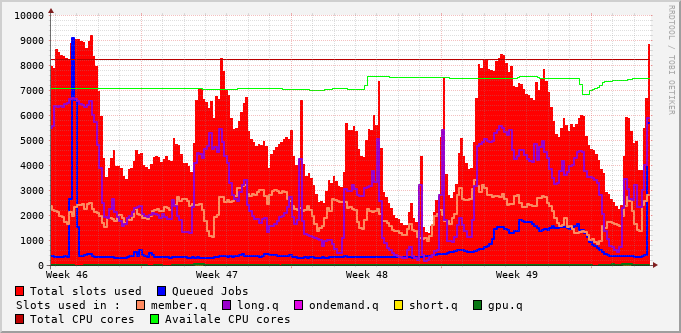 10000
9000
8000
7000
6000
5000
4000
3000
2000
1000
0
Week 46 Week 47 Week 48 Week 49
RRDTOOL / TOBI OETIKER
Total slots used Queued Jobs
Slots used in : member.q long.q ondemand.q short.q gpu.q
Total CPU cores Availale CPU cores